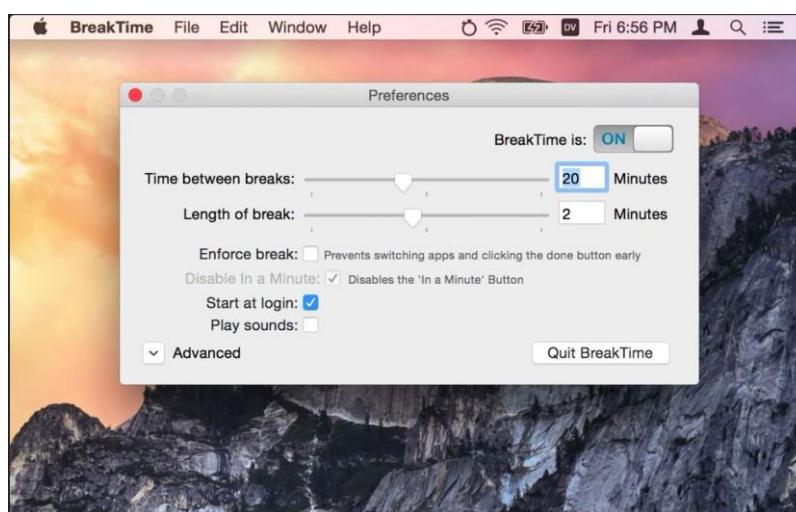 BreakTime File Edit Window Help DV Fri 6:56 PM
Preferences
BreakTime is: ON
Time between breaks: 20 Minutes
Length of break: 2 Minutes
Enforce break: Prevents switching apps and clicking the done button early
Disable In a Minute: Disables the 'In a Minute' Button
Start at login:
Play sounds:
Advanced Quit BreakTime